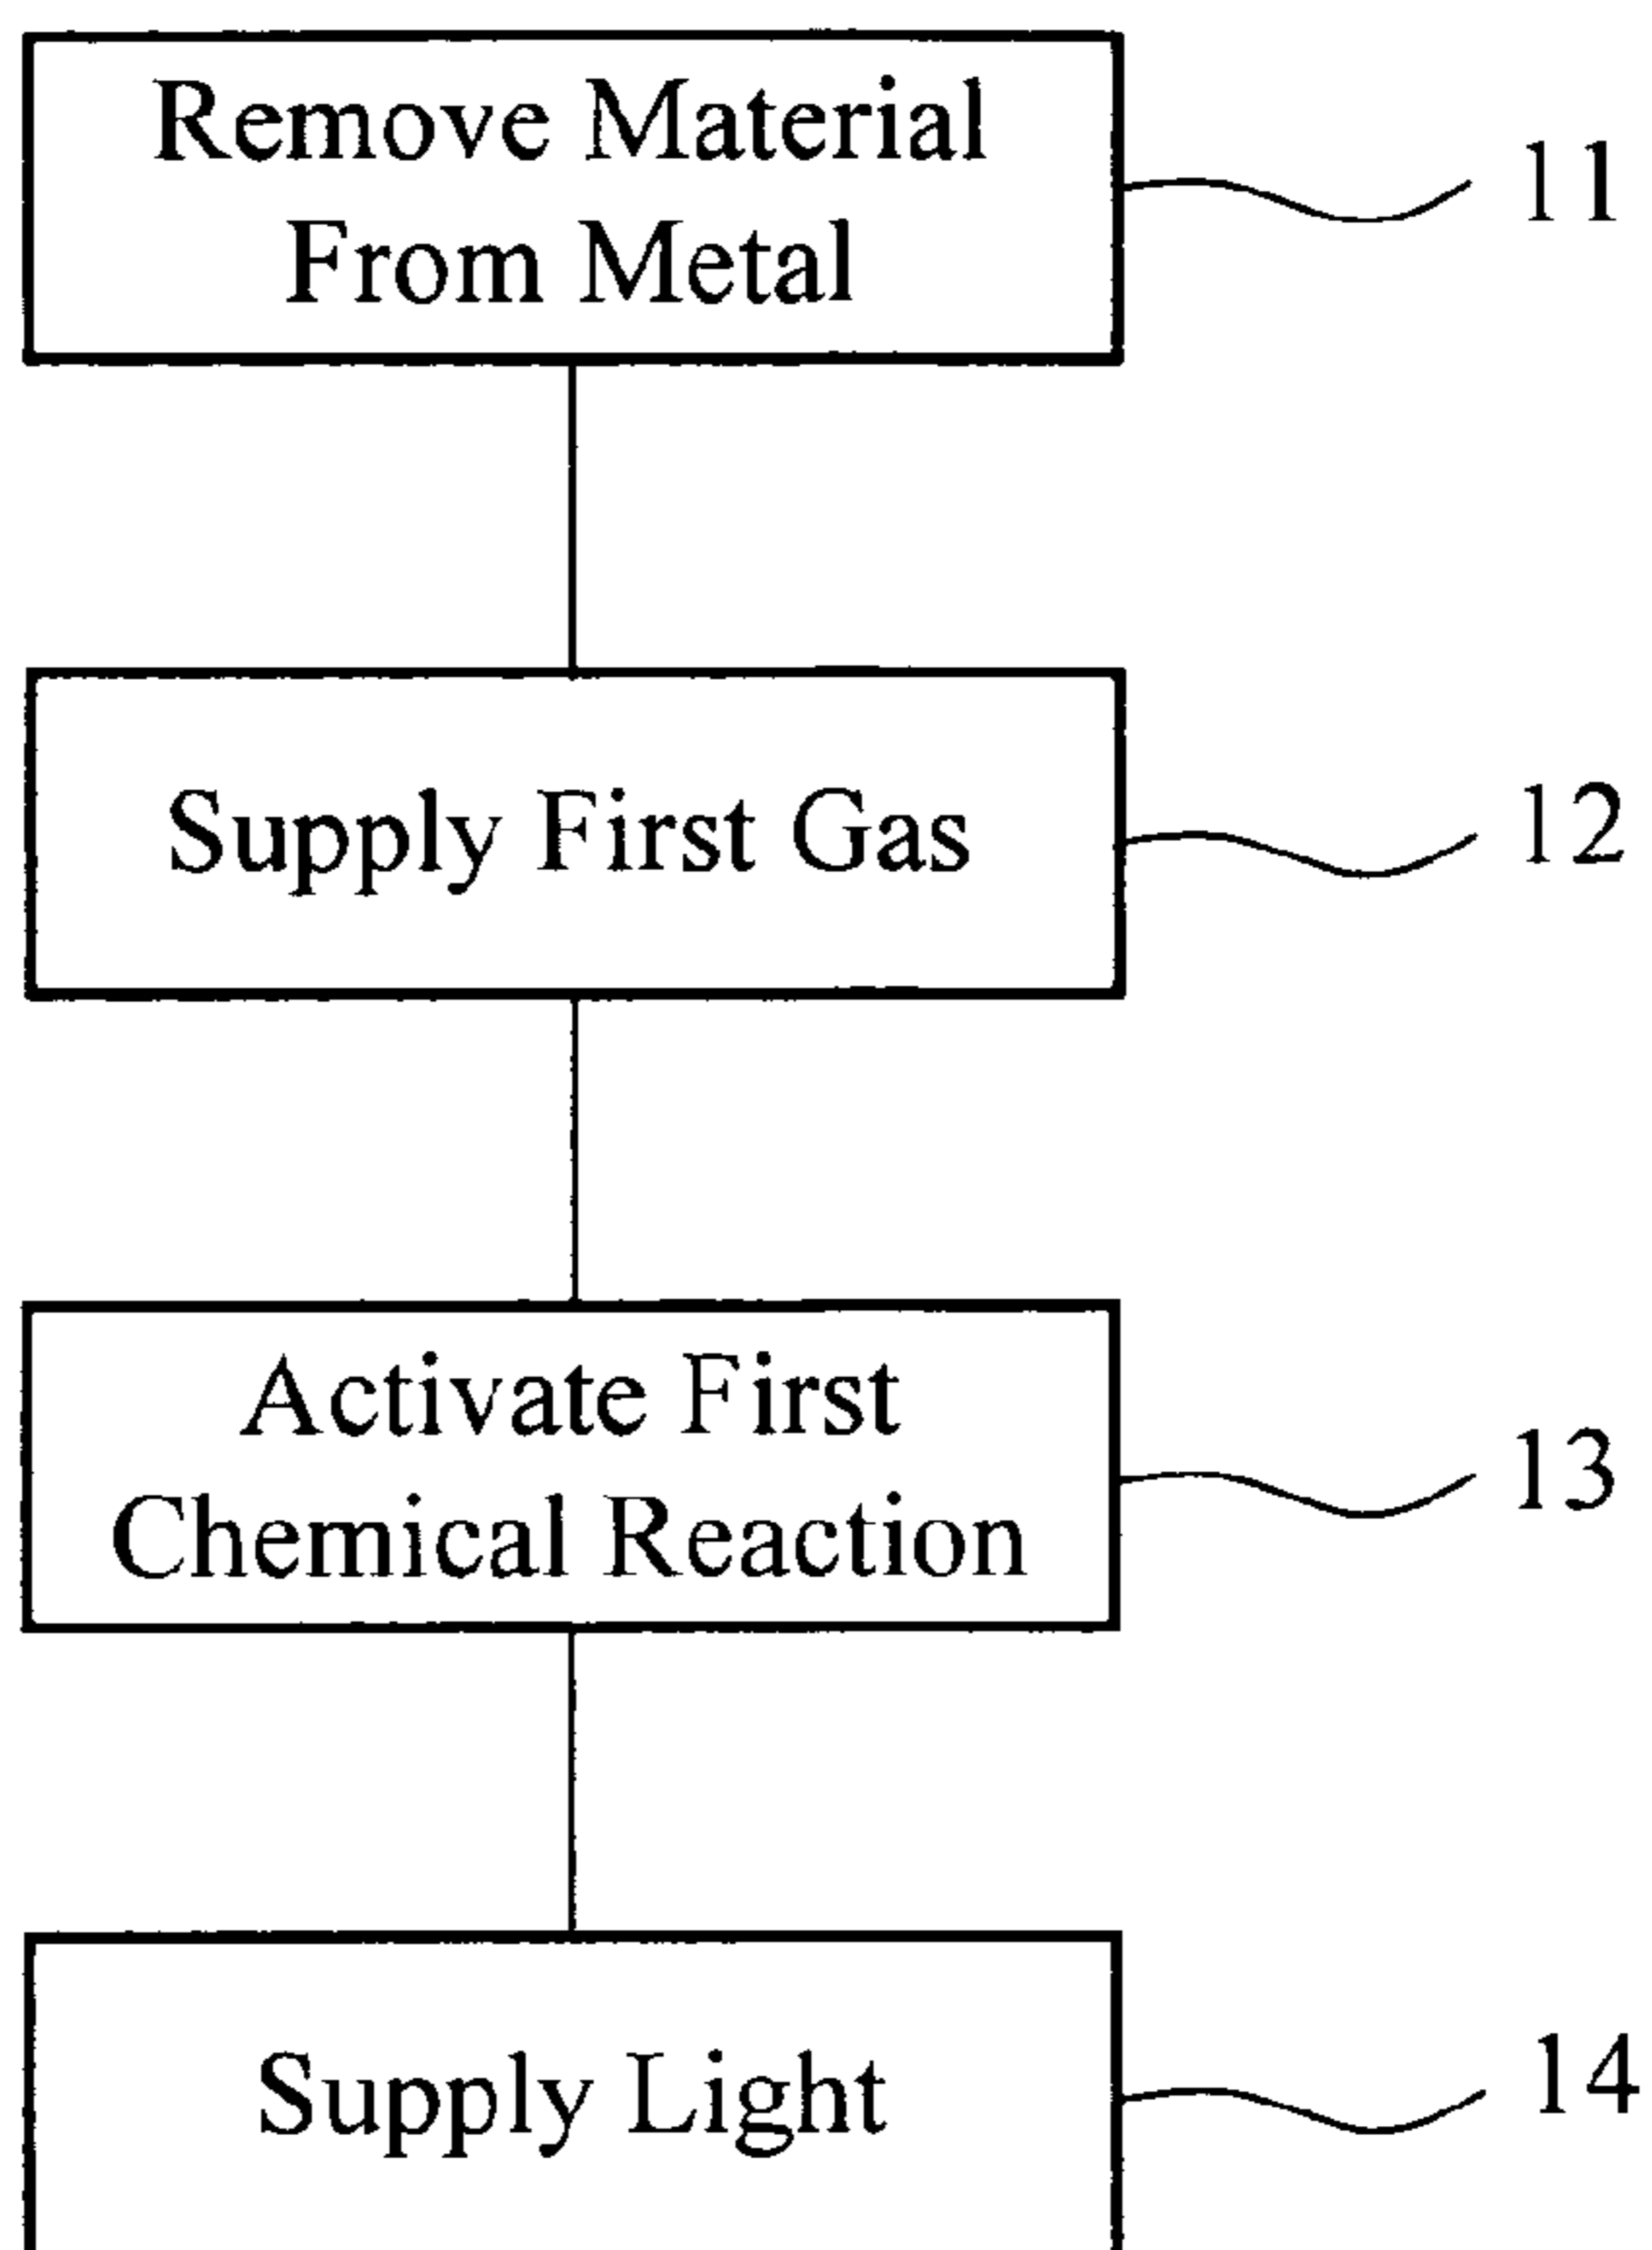 Remove Material
From Metal
11
Supply First Gas
12
Activate First
Chemical Reaction
13
Supply Light
14